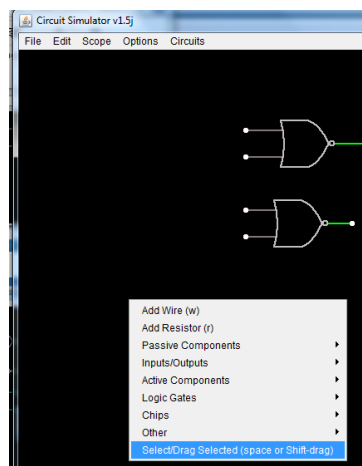 Circuit Simulator v1.5j
File Edit Scope Options Circuits
Add Wire (w)
Add Resistor (r)
Passive Components
Inputs/Outputs
Active Components
Logic Gates
Chips
Other
Select/Drag Selected (space or Shift-drag)